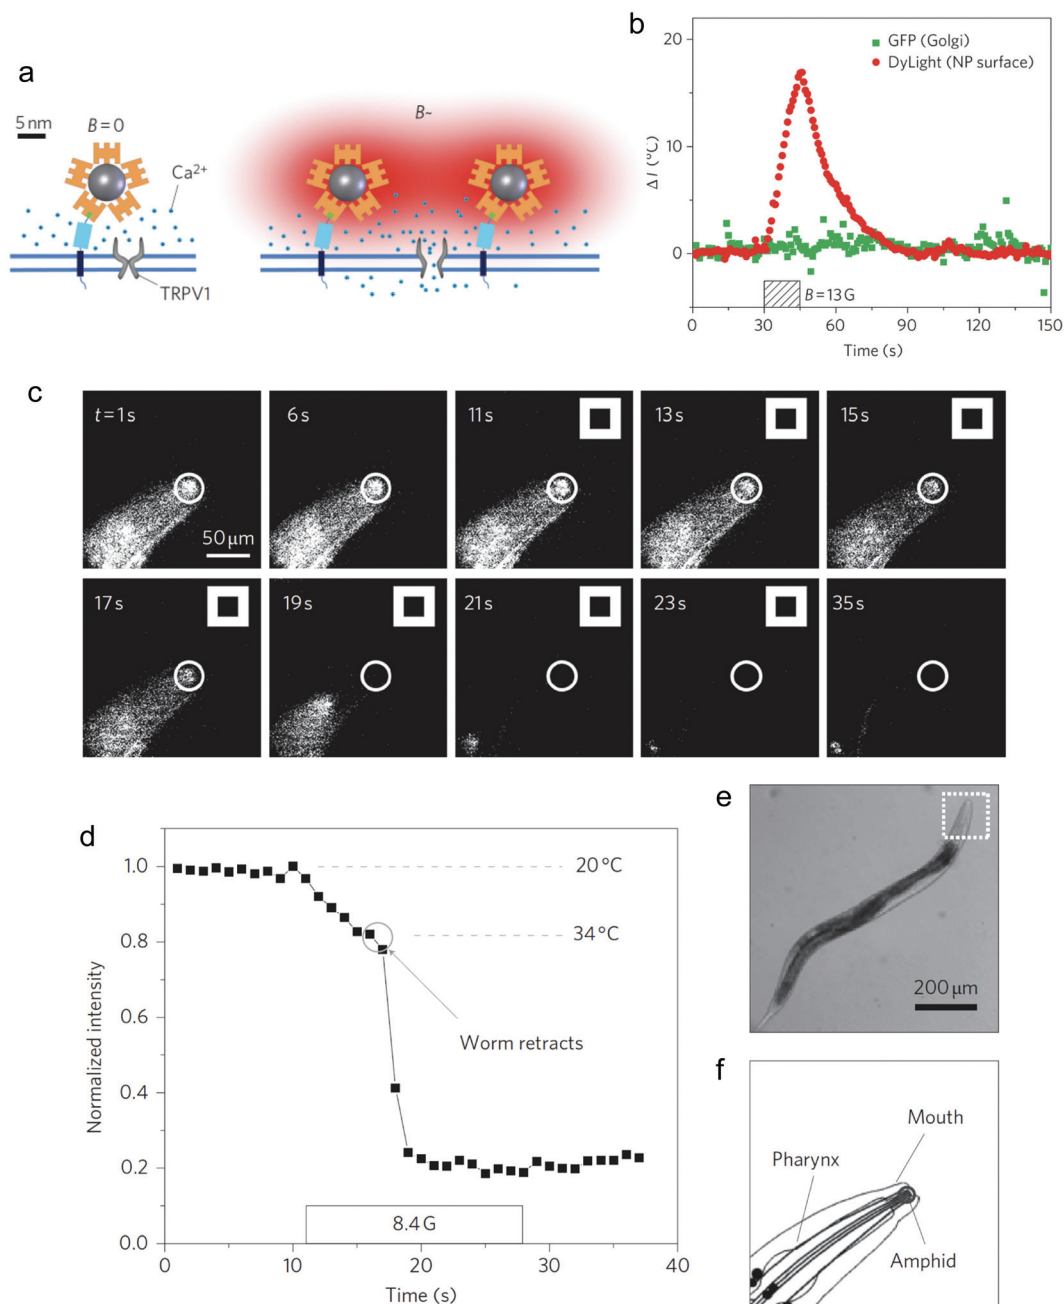 a
5 nm
B = 0
Ca²⁺
TRPV1
B~
b
20
10
0
ΔT (°C)
GFP (Golgi)
DyLight (NP surface)
B = 13 G
0 30 60 90 120 150
Time (s)
c
t = 1 s
6 s
11 s
13 s
15 s
50 μm
17 s
19 s
21 s
23 s
35 s
d
1.0
0.8
0.6
0.4
0.2
0.0
Normalized intensity
20 °C
34 °C
Worm retracts
8.4 G
0 10 20 30 40
Time (s)
e
200 μm
f
Mouth
Pharynx
Amphid